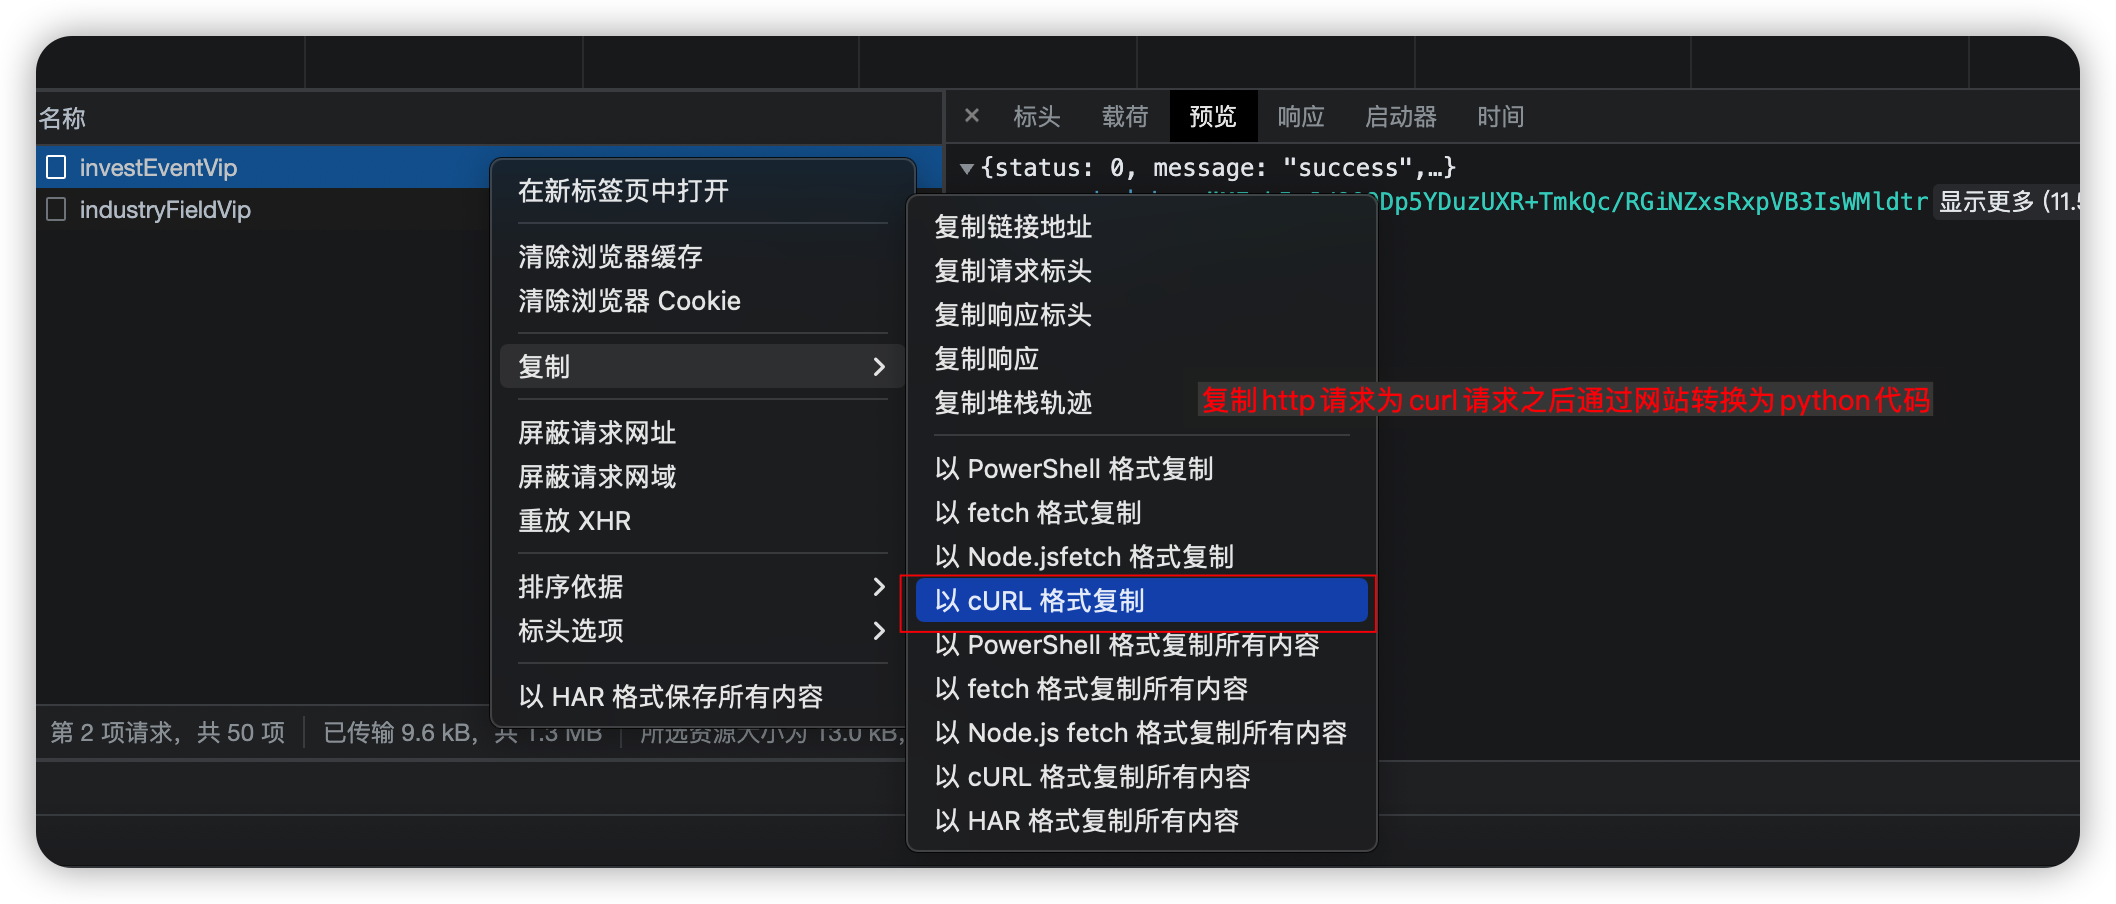 名称
investEventVip
industryFieldVip
第 2 项请求，共 50 项
已传输 9.6 kB，共 1.3 MB
所选资源大小为 13.0 kB,
× 标头 载荷 预览 响应 启动器 时间
{status: 0, message: "success",…}
Dp5YDuzUXR+TmkQc/RGiNZxsRxpVB3IsWMldtr 显示更多 (11.5
在新标签页中打开
清除浏览器缓存
清除浏览器 Cookie
复制
屏蔽请求网址
屏蔽请求网域
重放 XHR
排序依据
标头选项
以 HAR 格式保存所有内容
复制链接地址
复制请求标头
复制响应标头
复制响应
复制堆栈轨迹
以 PowerShell 格式复制
以 fetch 格式复制
以 Node.jsfetch 格式复制
以 cURL 格式复制
以 PowerShell 格式复制所有内容
以 fetch 格式复制所有内容
以 Node.js fetch 格式复制所有内容
以 cURL 格式复制所有内容
以 HAR 格式复制所有内容
复制http请求为curl请求之后通过网站转换为python代码